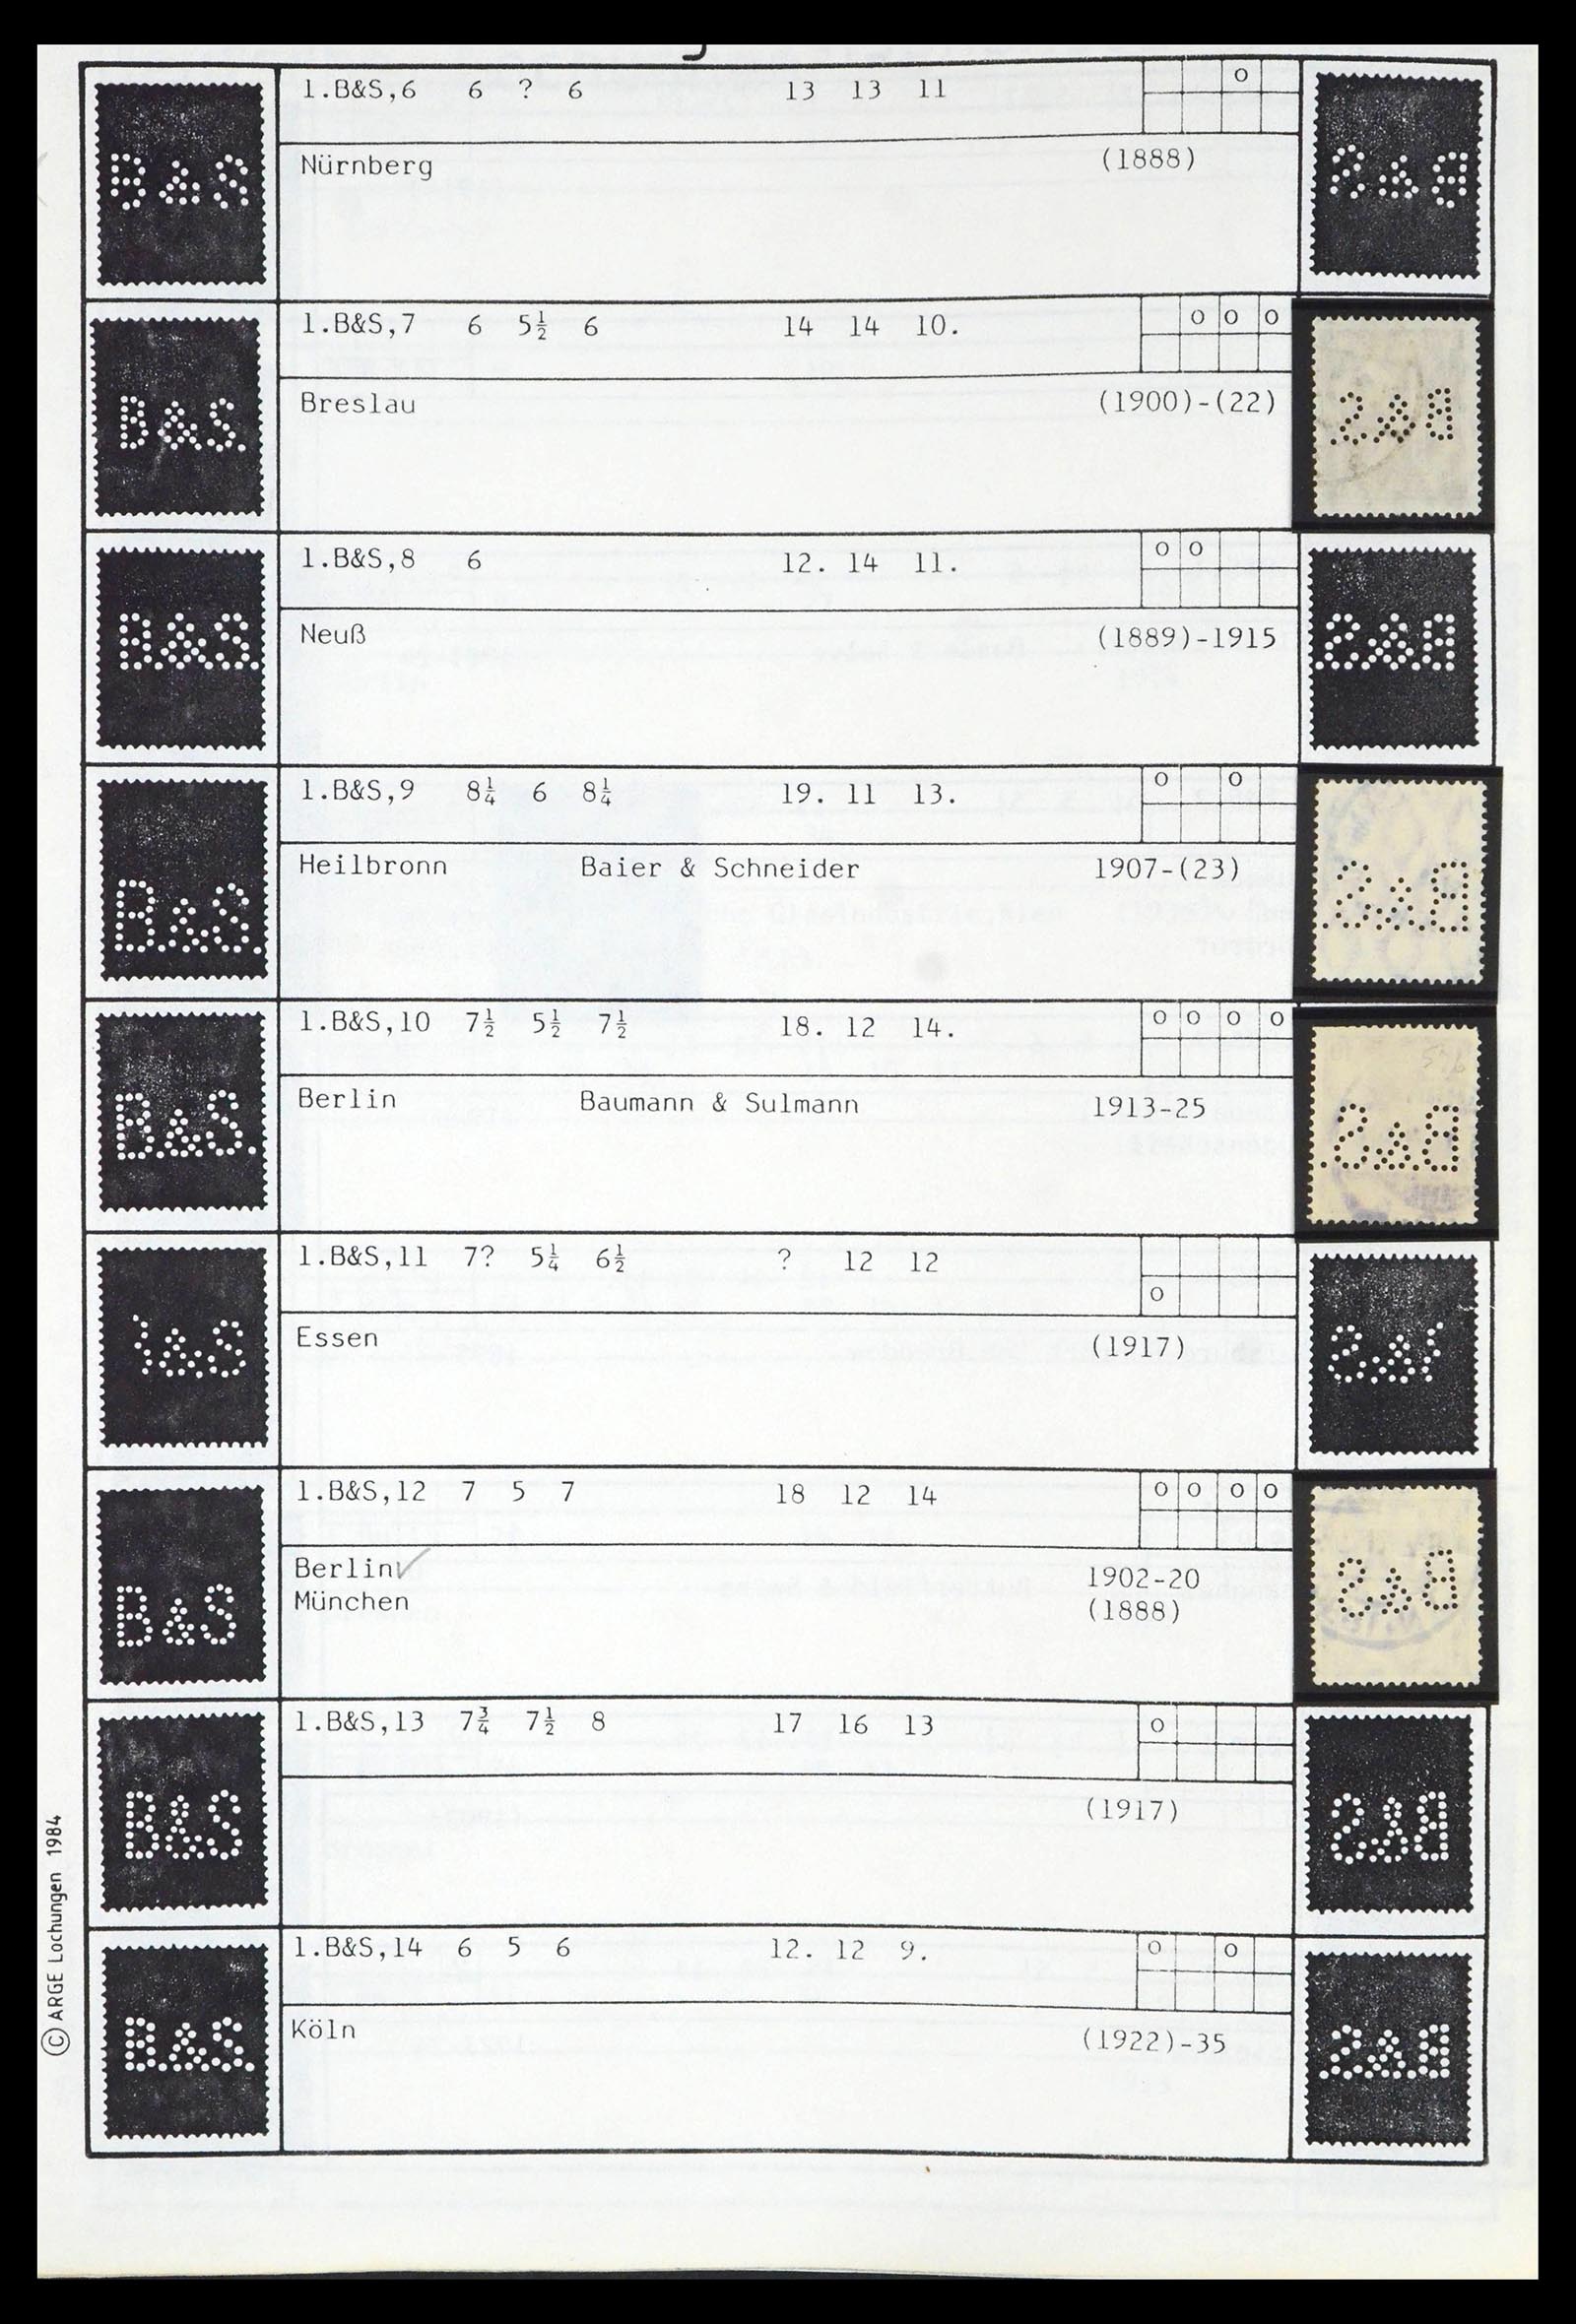 1.B&S,6 6 ? 6 13 13 11 o
Nürnberg (1888)
B&S
B&S
1.B&S,7 6 5½ 6 14 14 10. o o o
Breslau (1900)-(22)
B&S.
B&S.
1.B&S,8 6 12. 14 11. o o
Neuß (1889)-1915
B&S.
B&S.
1.B&S,9 8¼ 6 8¼ 19. 11 13. o o
Heilbronn Baier & Schneider 1907-(23)
B&S.
B&S.
1.B&S,10 7½ 5½ 7½ 18. 12 14. o o o o
Berlin Baumann & Sulmann 1913-25
B&S.
B&S.
1.B&S,11 7? 5¼ 6½ ? 12 12 o
Essen (1917)
&S
&S
1.B&S,12 7 5 7 18 12 14 o o o o
Berlin✓ 1902-20
München (1888)
B&S
B&S
1.B&S,13 7¾ 7½ 8 17 16 13 o
(1917)
B&S
B&S
1.B&S,14 6 5 6 12. 12 9. o o
Köln (1922)-35
B&S.
B&S.
© ARGE Lochungen 1984